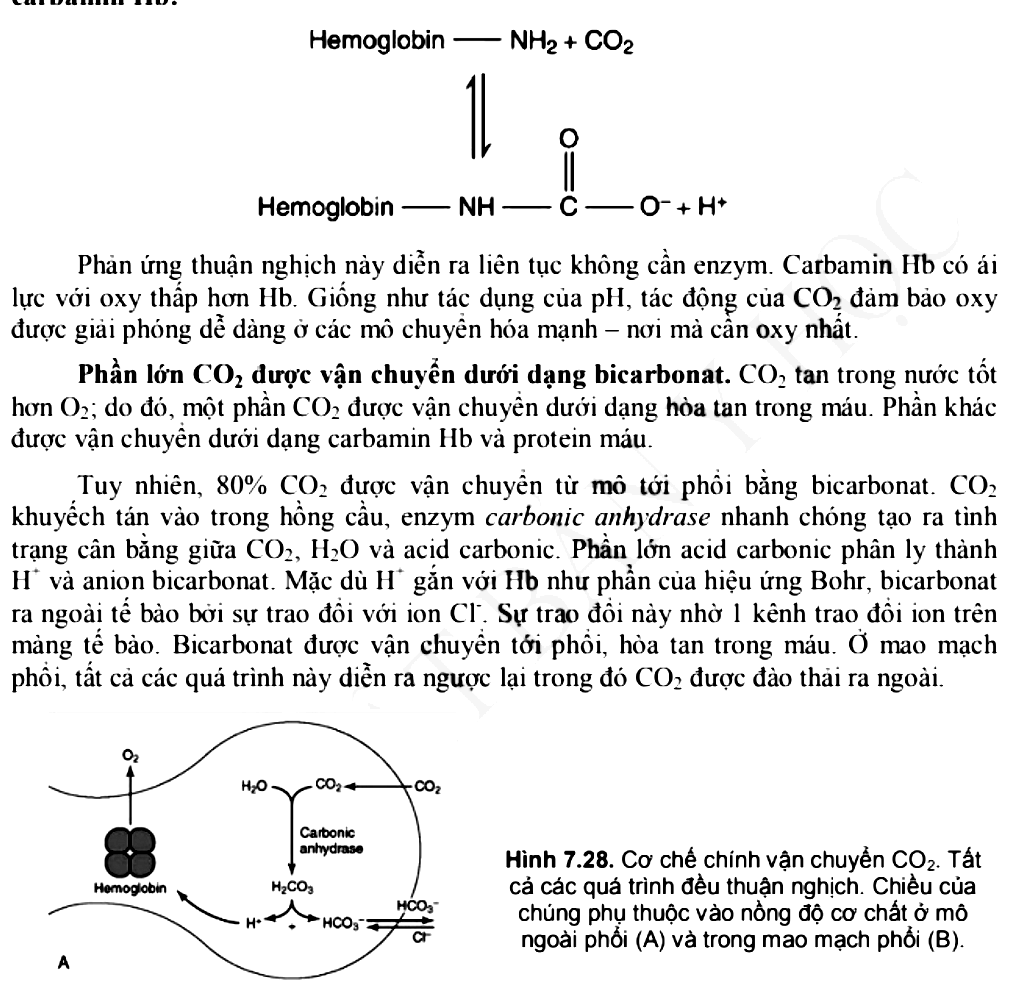 carbamin Hb:
Hemoglobin — NH₂ + CO₂
O
Hemoglobin — NH — C — O⁻ + H⁺
Phản ứng thuận nghịch này diễn ra liên tục không cần enzym. Carbamin Hb có ái
lực với oxy thấp hơn Hb. Giống như tác dụng của pH, tác động của CO₂ đảm bảo oxy
được giải phóng dễ dàng ở các mô chuyển hóa mạnh – nơi mà cần oxy nhất.
Phần lớn CO₂ được vận chuyển dưới dạng bicarbonat. CO₂ tan trong nước tốt
hơn O₂; do đó, một phần CO₂ được vận chuyển dưới dạng hòa tan trong máu. Phần khác
được vận chuyển dưới dạng carbamin Hb và protein máu.
Tuy nhiên, 80% CO₂ được vận chuyển từ mô tới phổi bằng bicarbonat. CO₂
khuyếch tán vào trong hồng cầu, enzym carbonic anhydrase nhanh chóng tạo ra tình
trạng cân bằng giữa CO₂, H₂O và acid carbonic. Phần lớn acid carbonic phân ly thành
H⁺ và anion bicarbonat. Mặc dù H⁺ gắn với Hb như phần của hiệu ứng Bohr, bicarbonat
ra ngoài tế bào bởi sự trao đổi với ion Cl⁻. Sự trao đổi này nhờ 1 kênh trao đổi ion trên
màng tế bào. Bicarbonat được vận chuyển tới phổi, hòa tan trong máu. Ở mao mạch
phổi, tất cả các quá trình này diễn ra ngược lại trong đó CO₂ được đào thải ra ngoài.
O₂
H₂O CO₂ CO₂
Carbonic
anhydrase
Hemoglobin
H₂CO₃
HCO₃⁻
H⁺ + HCO₃⁻
Cl⁻
A
Hình 7.28. Cơ chế chính vận chuyển CO₂. Tất
cả các quá trình đều thuận nghịch. Chiều của
chúng phụ thuộc vào nồng độ cơ chất ở mô
ngoài phổi (A) và trong mao mạch phổi (B).